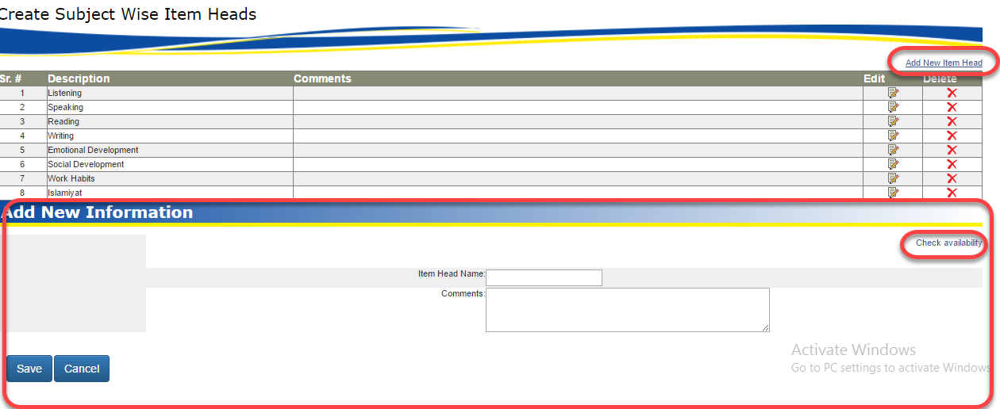 Create Subject Wise Item Heads
Add New Item Head
Sr. # Description Comments Edit Delete
1 Listening
2 Speaking
3 Reading
4 Writing
5 Emotional Development
6 Social Development
7 Work Habits
8 Islamiyat
Add New Information
Check availability
Item Head Name:
Comments:
Activate Windows
Go to PC settings to activate Windows
Save Cancel